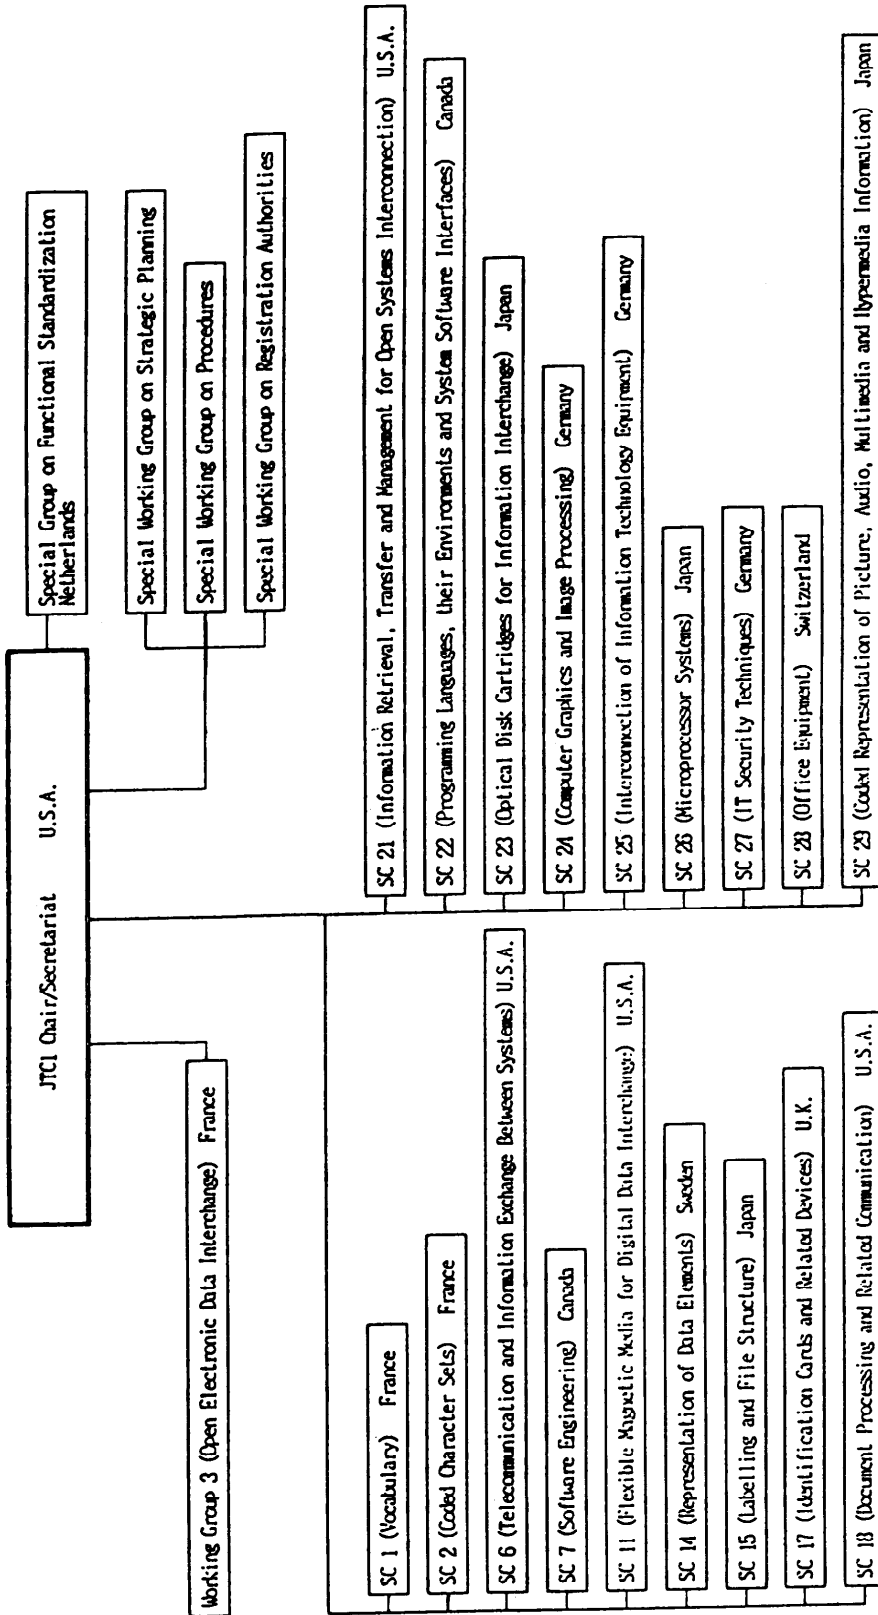 JTC1 Chair/Secretariat U.S.A.
Special Group on Functional Standardization
Netherlands
Special Working Group on Strategic Planning
Special Working Group on Procedures
Special Working Group on Registration Authorities
Working Group 3 (Open Electronic Data Interchange) France
SC 1 (Vocabulary) France
SC 2 (Coded Character Sets) France
SC 6 (Telecommunication and Information Exchange Between Systems) U.S.A.
SC 7 (Software Engineering) Canada
SC 11 (Flexible Magnetic Media for Digital Data Interchange) U.S.A.
SC 14 (Representation of Data Elements) Sweden
SC 15 (Labelling and File Structure) Japan
SC 17 (Identification Cards and Related Devices) U.K.
SC 18 (Document Processing and Related Communication) U.S.A.
SC 21 (Information Retrieval, Transfer and Management for Open Systems Interconnection) U.S.A.
SC 22 (Programming Languages, their Environments and System Software Interfaces) Canada
SC 23 (Optical Disk Cartridges for Information Interchange) Japan
SC 24 (Computer Graphics and Image Processing) Germany
SC 25 (Interconnection of Information Technology Equipment) Germany
SC 26 (Microprocessor Systems) Japan
SC 27 (IT Security Techniques) Germany
SC 28 (Office Equipment) Switzerland
SC 29 (Coded Representation of Picture, Audio, Multimedia and Hypermedia Information) Japan